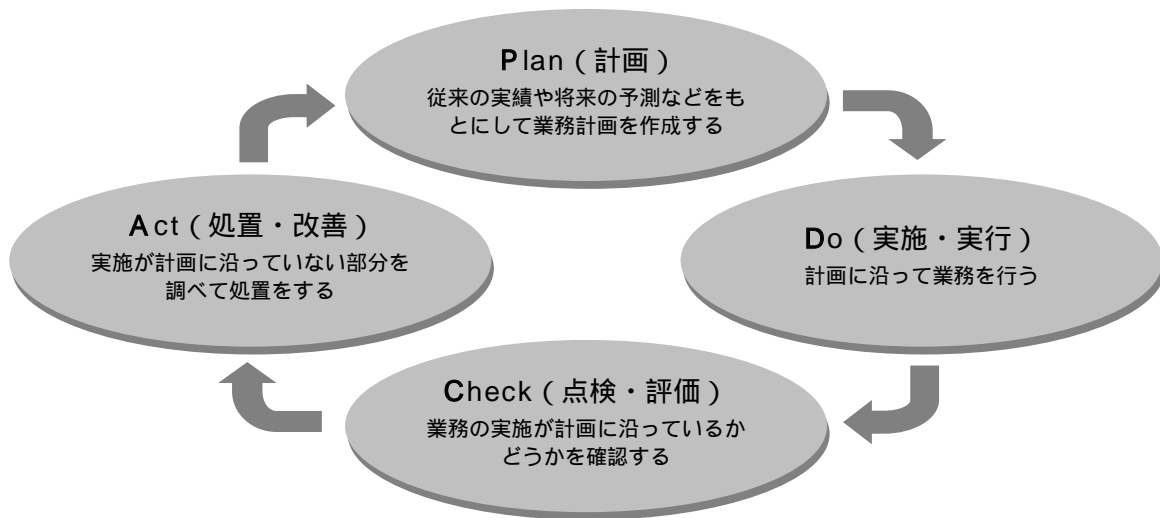 Plan（計画）
従来の実績や将来の予測などをも
とにして業務計画を作成する
Do（実施・実行）
計画に沿って業務を行う
Check（点検・評価）
業務の実施が計画に沿っているか
どうかを確認する
Act（処置・改善）
実施が計画に沿っていない部分を
調べて処置をする